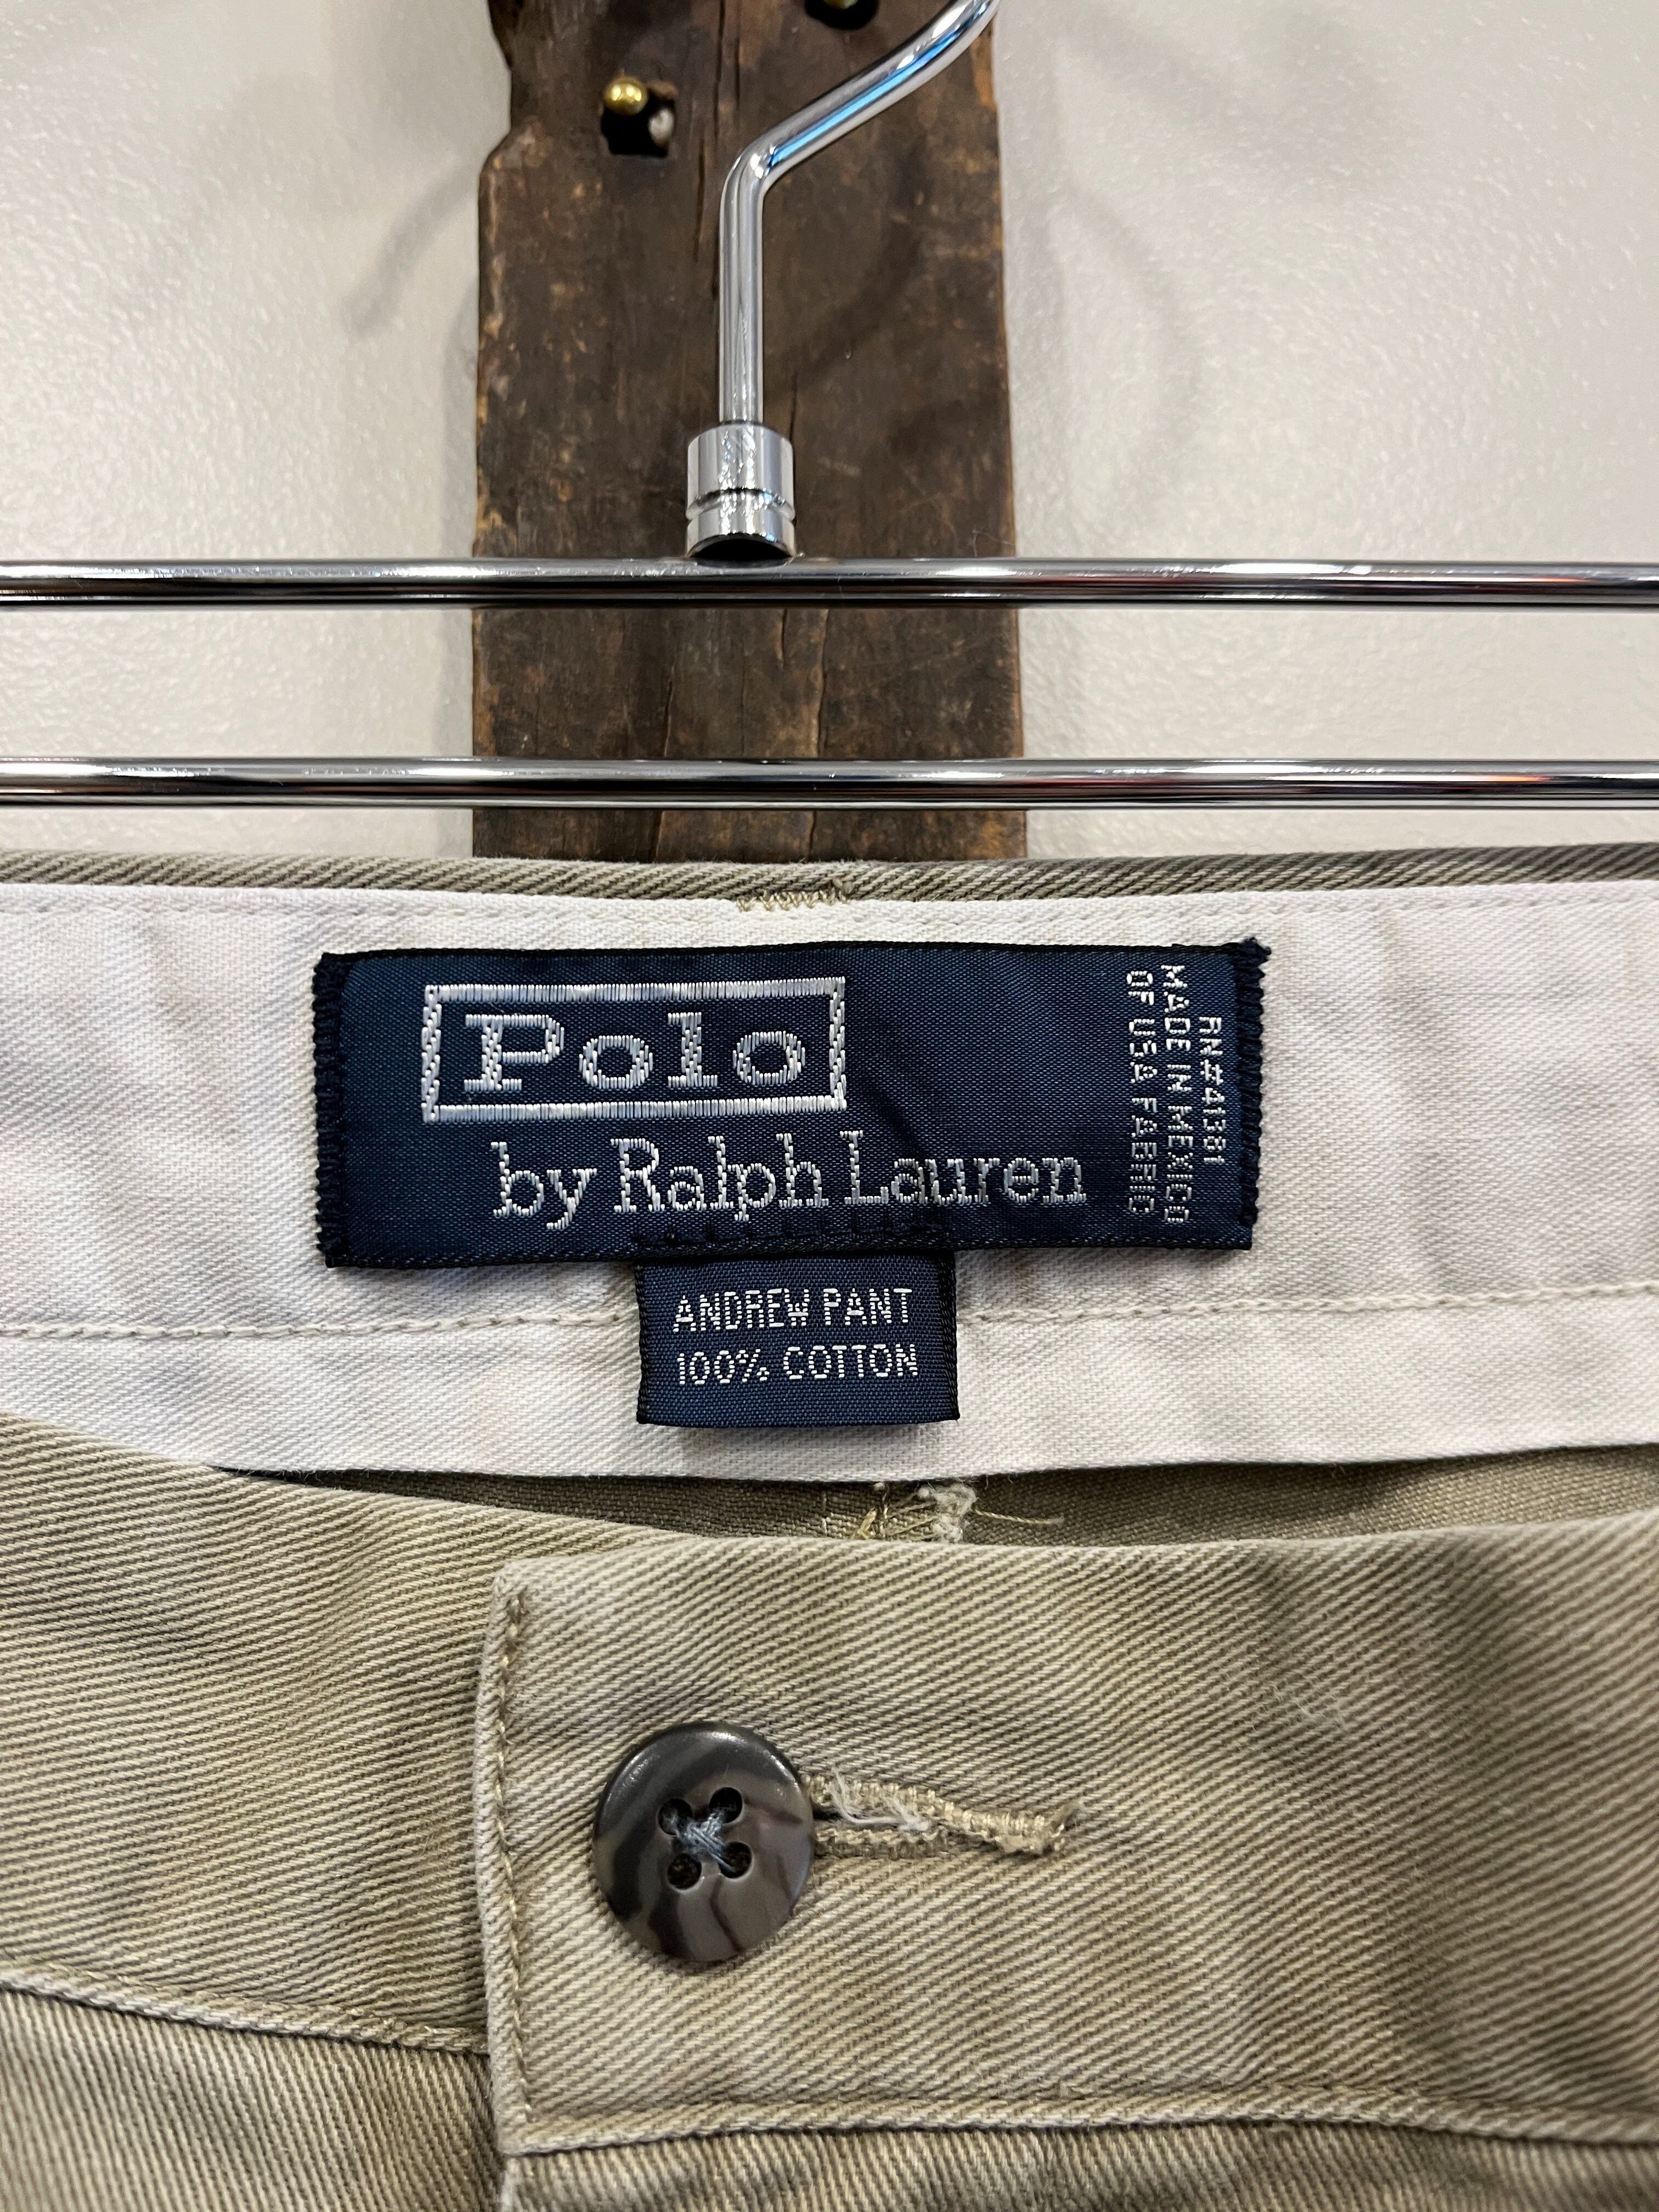 Polo
by Ralph Lauren
RN#41381
MADE IN MEXICO
OF USA FABRIC
ANDREW PANT
100% COTTON